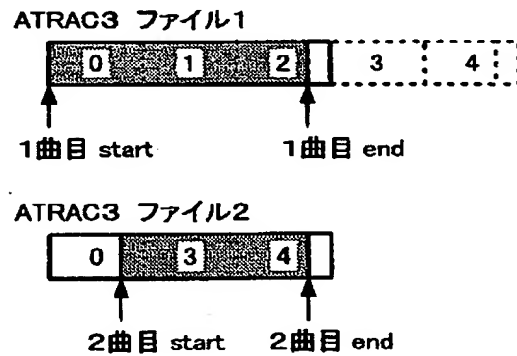 ATRAC3 ファイル1
0 1 2 3 4
1曲目 start 1曲目 end
ATRAC3 ファイル2
0 3 4
2曲目 start 2曲目 end